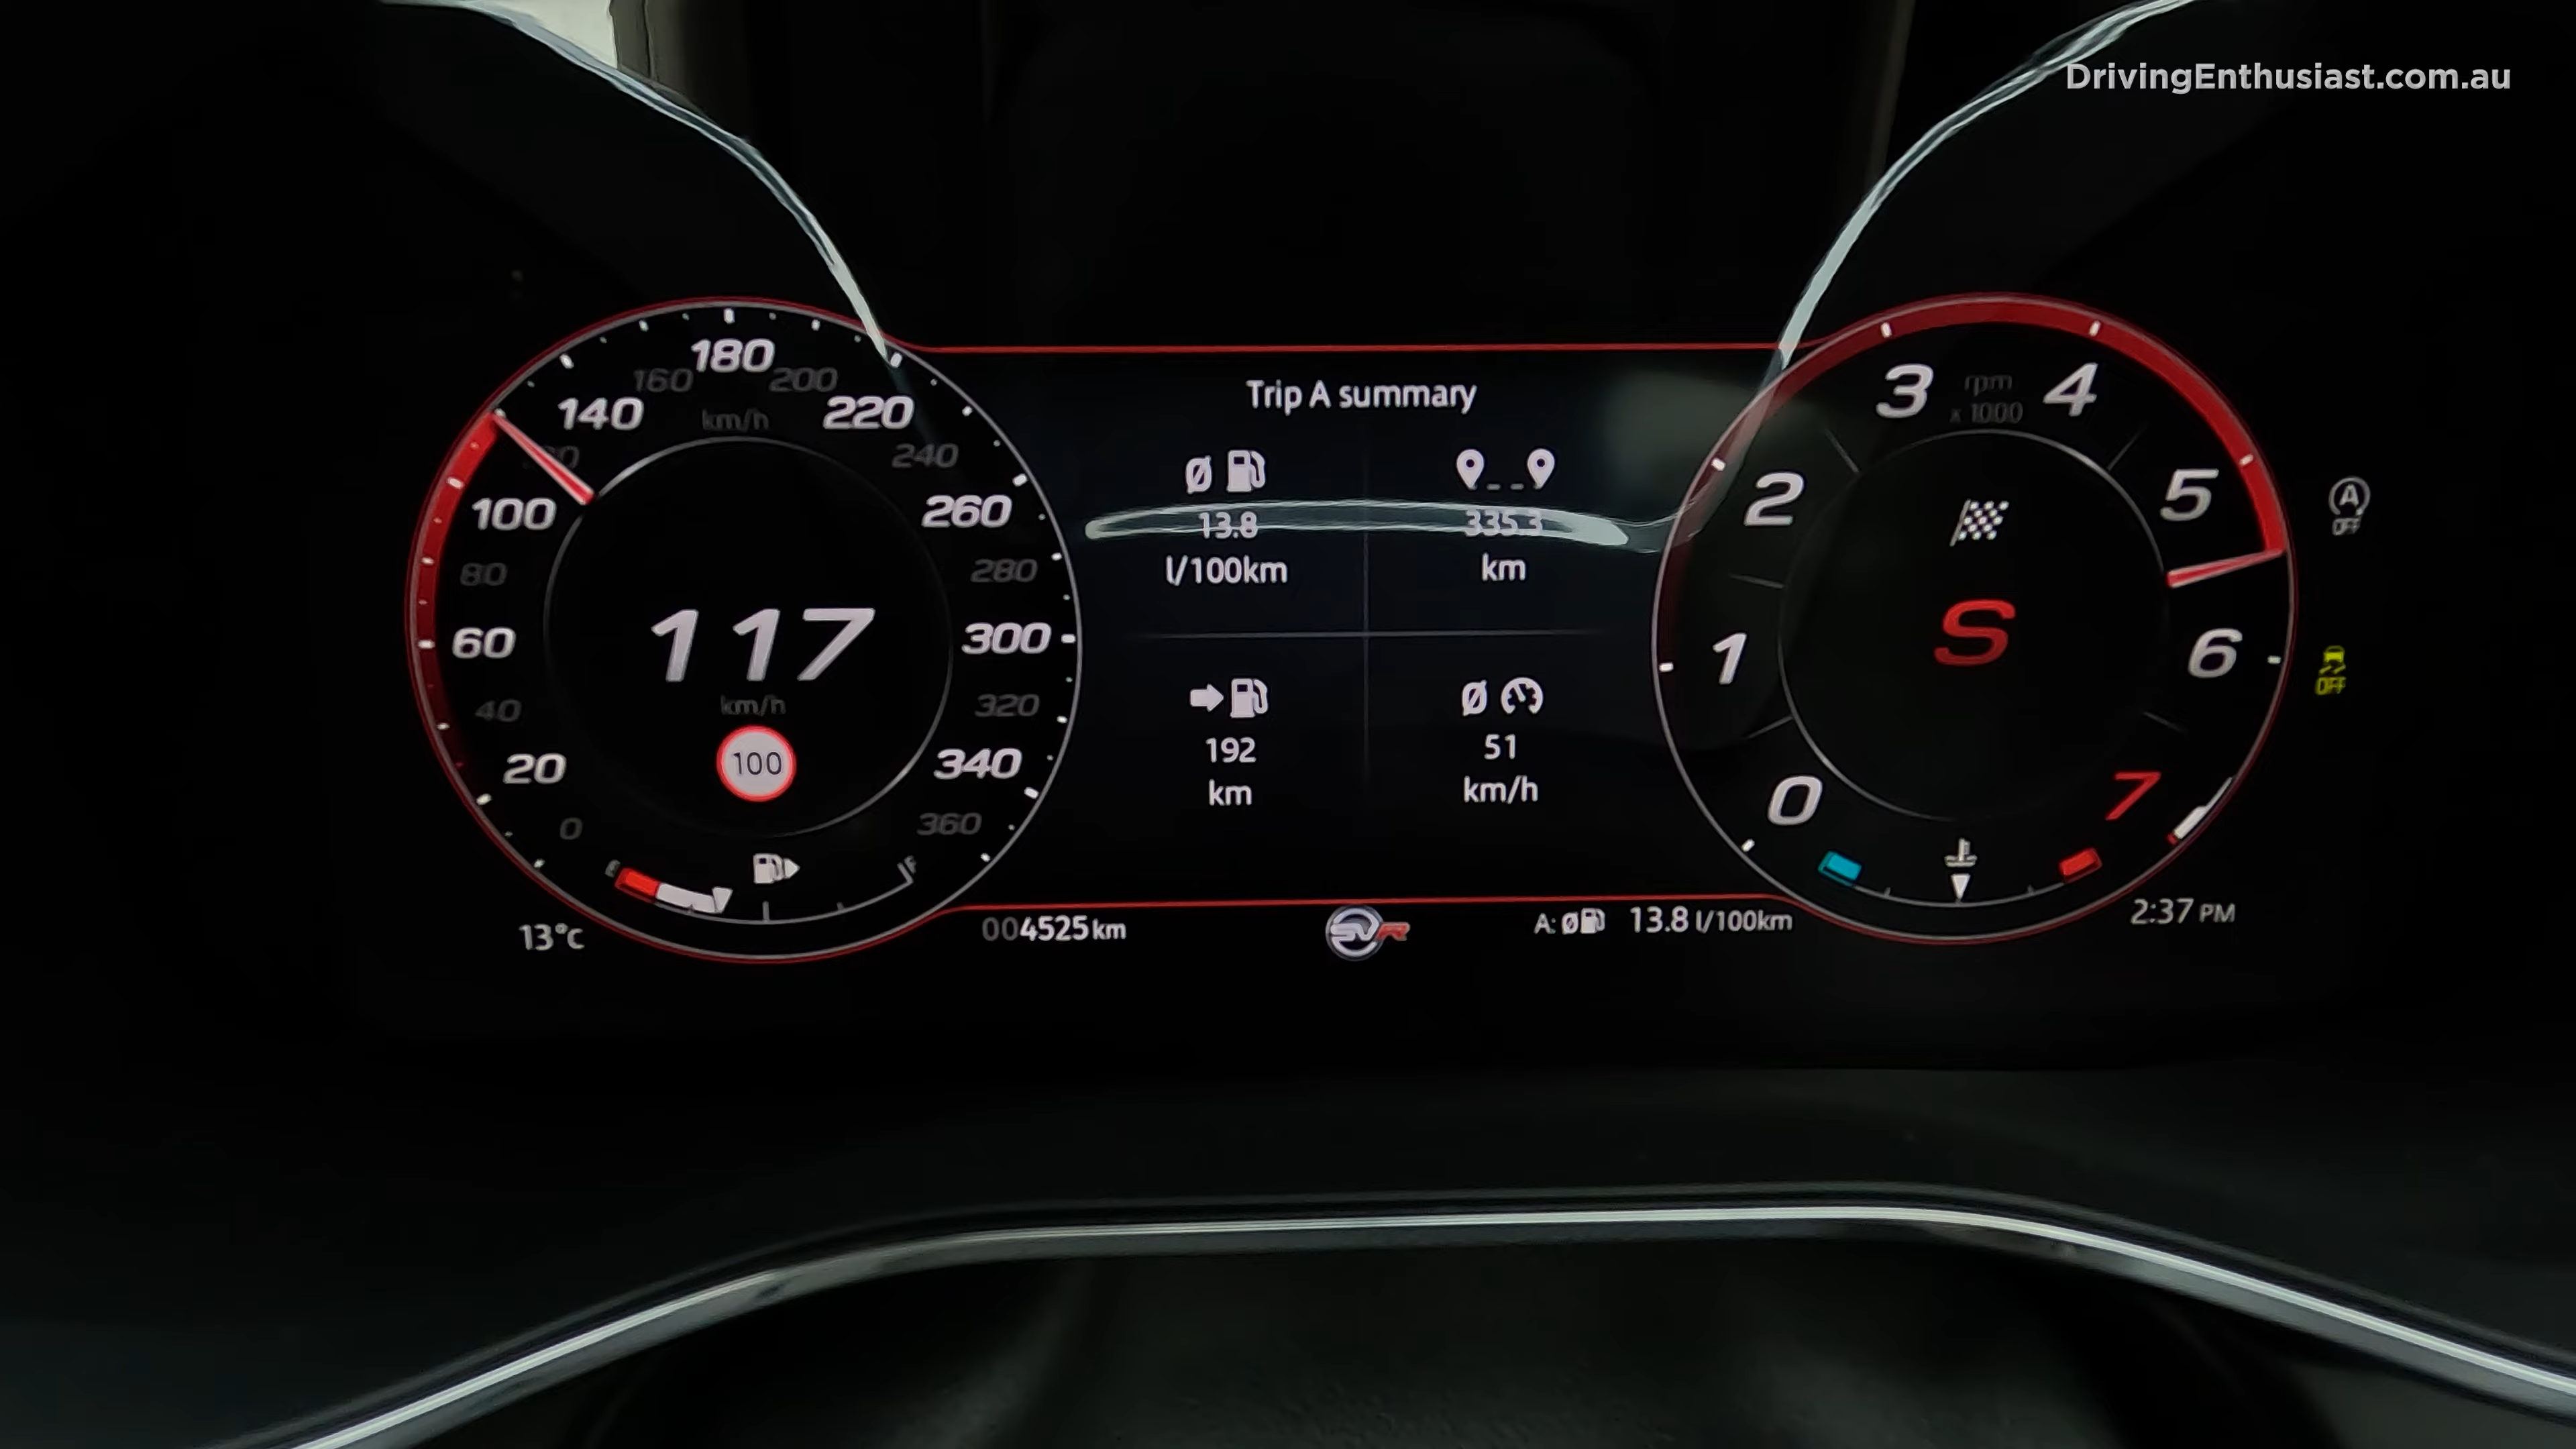 DrivingEnthusiast.com.au
180
160
200
140
km/h
220
240
100
260
80
280
60
300
40
320
20
340
0
360
117
km/h
100
E
F
13°C
Trip A summary
13.8
l/100km
335.3
km
192
km
51
km/h
004525km
SVR
A: Ø 13.8 l/100km
3
rpm
x 1000
4
2
5
1
S
6
0
7
A
OFF
OFF
2:37 PM